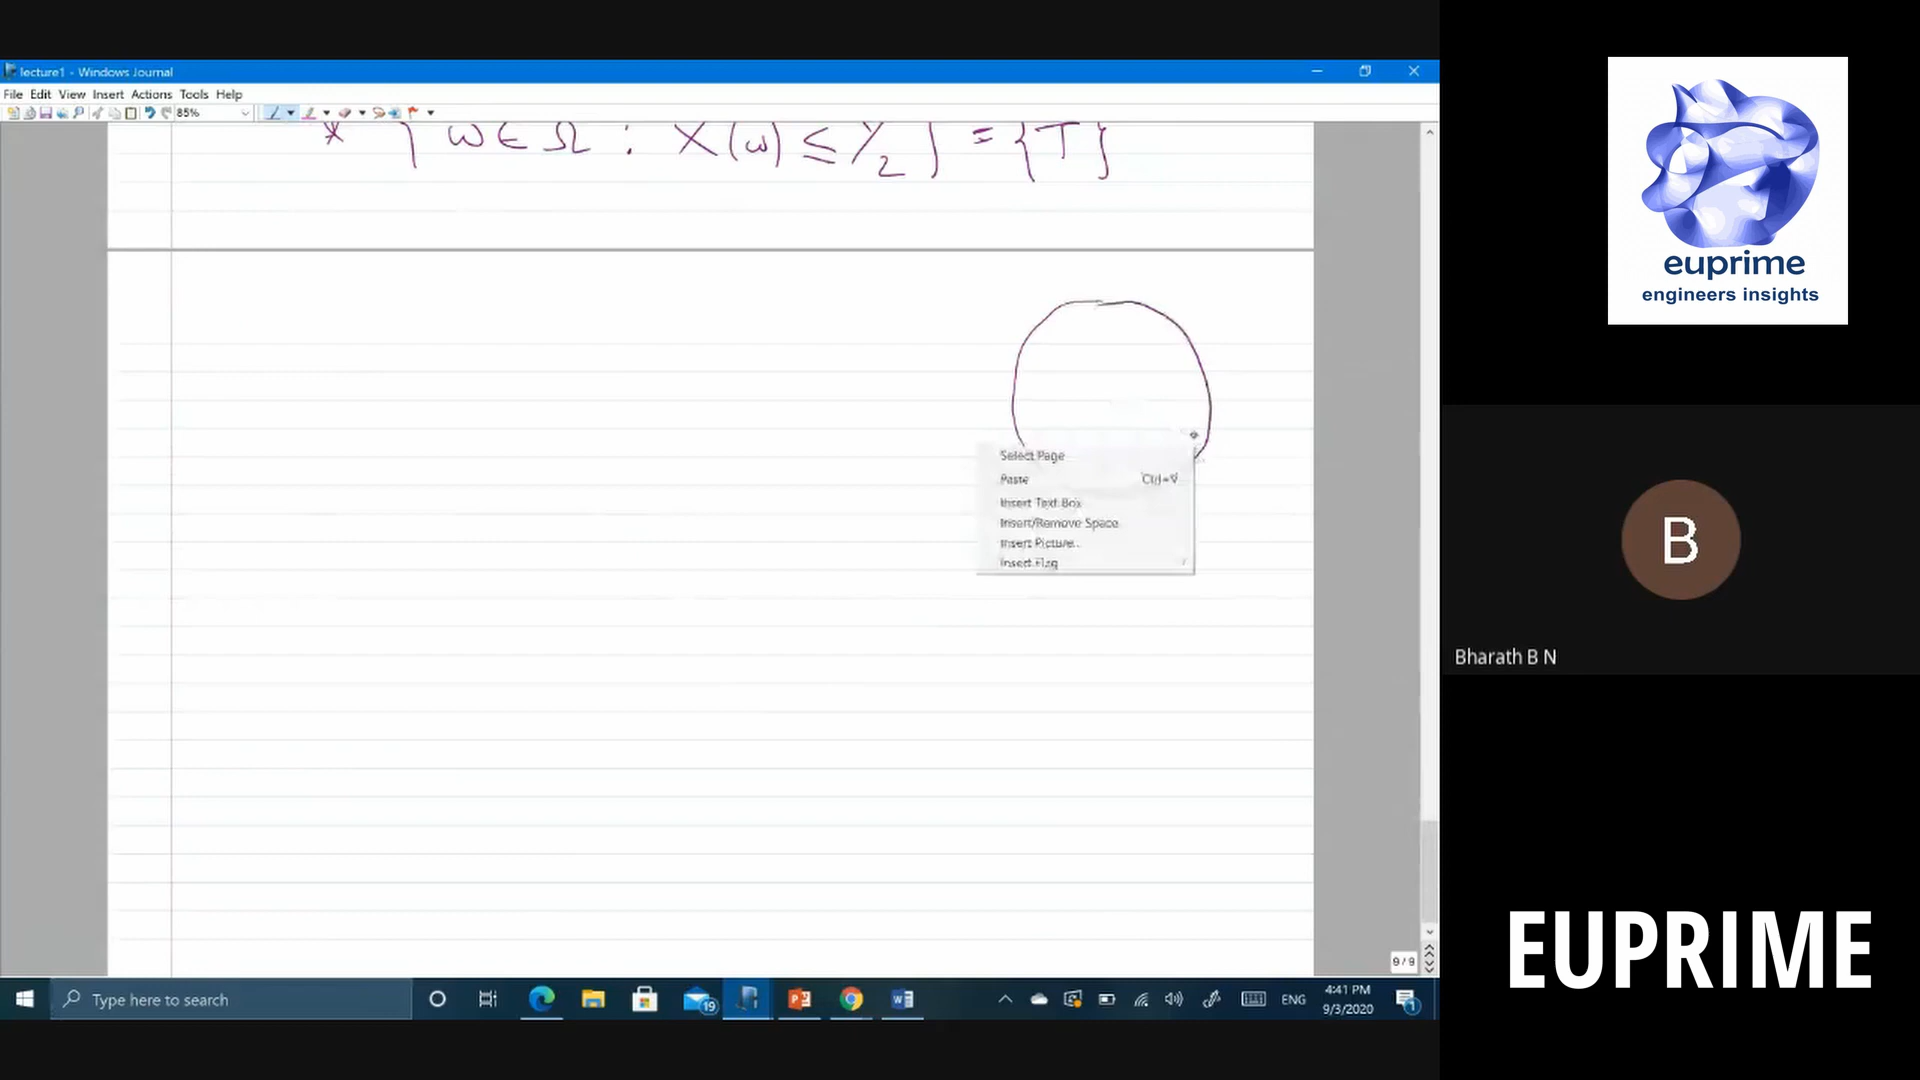 lecture1 - Windows Journal
File Edit View Insert Actions Tools Help
85%
* { ω ∈ Ω : X(ω) ≤ 1/2 } = {T}
Select Page
Paste Ctrl+V
Insert Text Box
Insert/Remove Space
Insert Picture...
Insert Flag
9 / 9
Type here to search
19
ENG
4:41 PM
9/3/2020
1
euprime
engineers insights
B
Bharath B N
EUPRIME